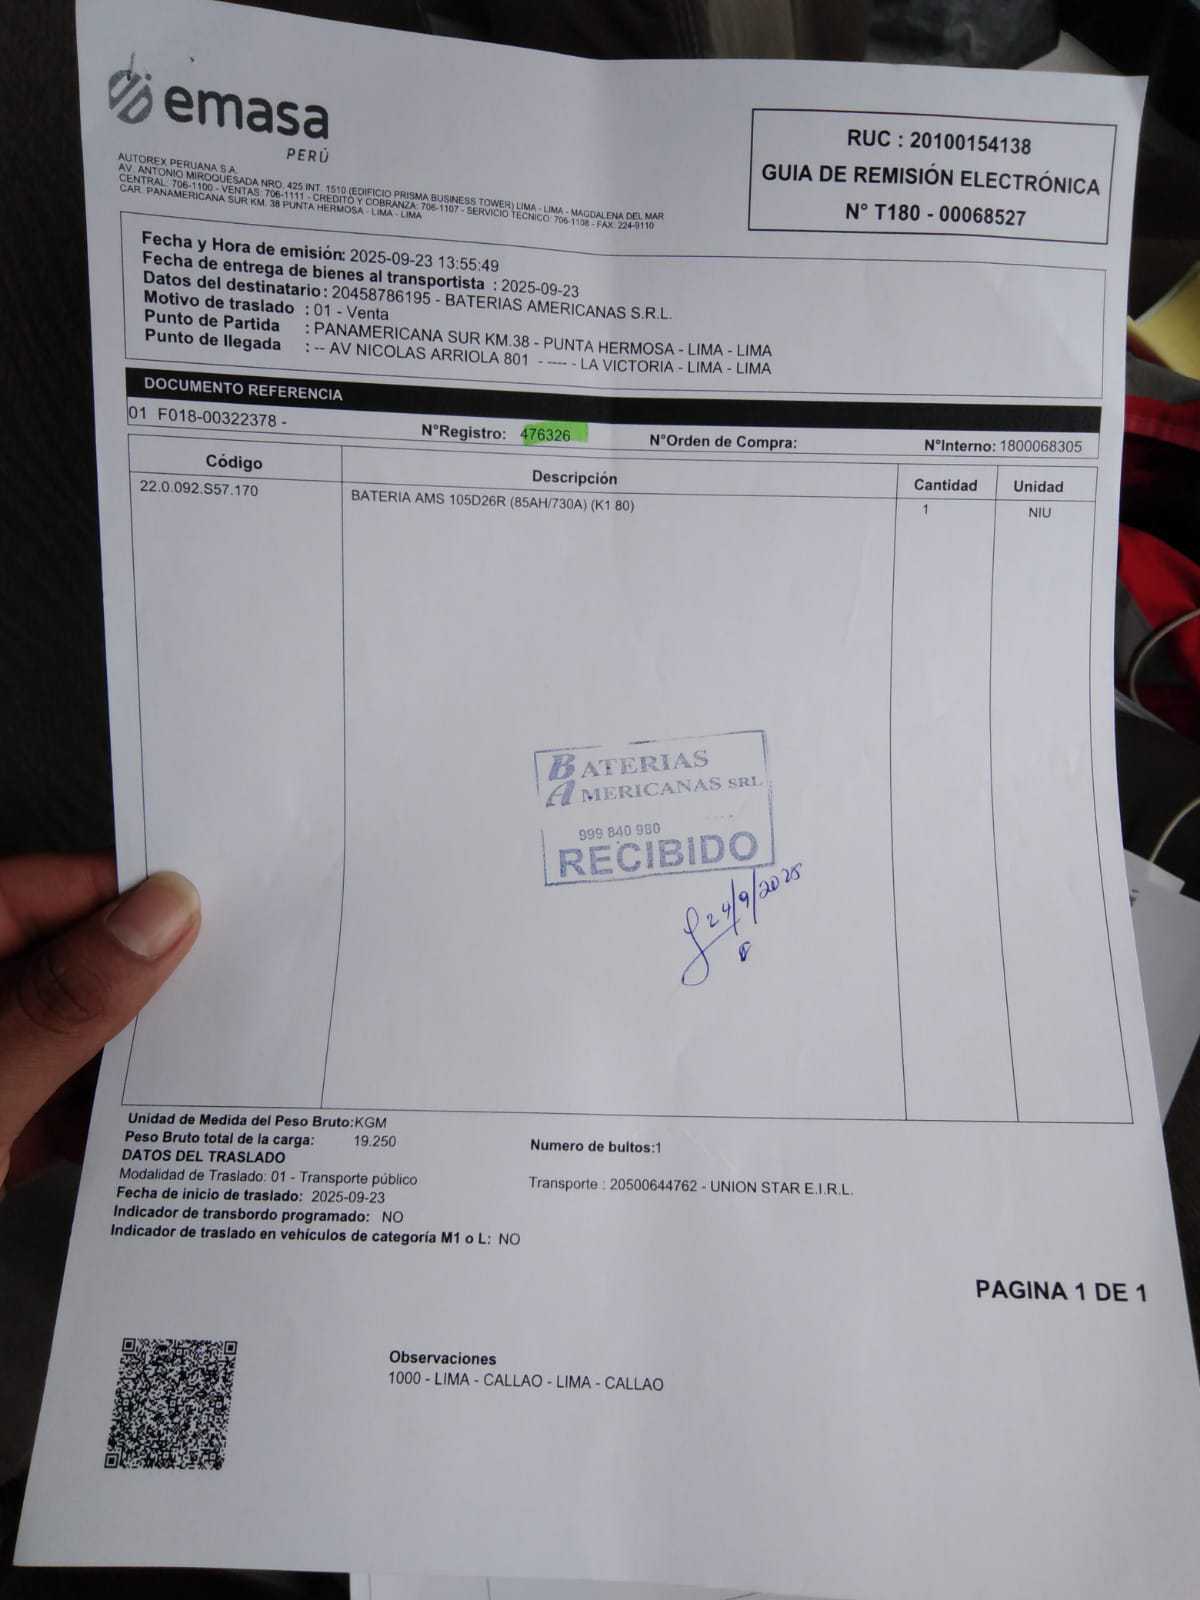 emasa
PERÚ
AUTOREX PERUANA S.A.
AV. ANTONIO MIROQUESADA NRO. 425 INT. 1510 (EDIFICIO PRISMA BUSINESS TOWER) LIMA - LIMA - MAGDALENA DEL MAR
CENTRAL: 706-1100 - VENTAS: 706-1111 - CREDITO Y COBRANZA: 706-1107 - SERVICIO TECNICO: 706-1108 - FAX: 224-9110
CAR. PANAMERICANA SUR KM. 38 PUNTA HERMOSA - LIMA - LIMA
RUC : 20100154138
GUIA DE REMISIÓN ELECTRÓNICA
N° T180 - 00068527
Fecha y Hora de emisión: 2025-09-23 13:55:49
Fecha de entrega de bienes al transportista : 2025-09-23
Datos del destinatario : 20458786195 - BATERIAS AMERICANAS S.R.L.
Motivo de traslado : 01 - Venta
Punto de Partida : PANAMERICANA SUR KM.38 - PUNTA HERMOSA - LIMA - LIMA
Punto de llegada : -- AV NICOLAS ARRIOLA 801 - ---- - LA VICTORIA - LIMA - LIMA
DOCUMENTO REFERENCIA
01 F018-00322378 - N°Registro: 476326 N°Orden de Compra: N°Interno: 1800068305
Código Descripción Cantidad Unidad
22.0.092.S57.170 BATERIA AMS 105D26R (85AH/730A) (K1 80) 1 NIU
BATERIAS
AMERICANAS SRL
999 840 980
RECIBIDO
24/9/2025
Unidad de Medida del Peso Bruto:KGM
Peso Bruto total de la carga: 19.250 Numero de bultos:1
DATOS DEL TRASLADO
Modalidad de Traslado: 01 - Transporte público Transporte : 20500644762 - UNION STAR E.I.R.L.
Fecha de inicio de traslado: 2025-09-23
Indicador de transbordo programado: NO
Indicador de traslado en vehículos de categoría M1 o L: NO
PAGINA 1 DE 1
Observaciones
1000 - LIMA - CALLAO - LIMA - CALLAO